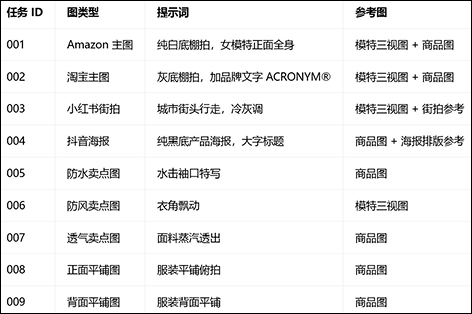 任务 ID 图类型 提示词 参考图
001 Amazon 主图 纯白底棚拍，女模特正面全身 模特三视图 + 商品图
002 淘宝主图 灰底棚拍，加品牌文字 ACRONYM® 模特三视图 + 商品图
003 小红书街拍 城市街头行走，冷灰调 模特三视图 + 街拍参考
004 抖音海报 纯黑底产品海报，大字标题 商品图 + 海报排版参考
005 防水卖点图 水击袖口特写 商品图
006 防风卖点图 衣角飘动 模特三视图
007 透气卖点图 面料蒸汽透出 商品图
008 正面平铺图 服装平铺俯拍 商品图
009 背面平铺图 服装背面平铺 商品图